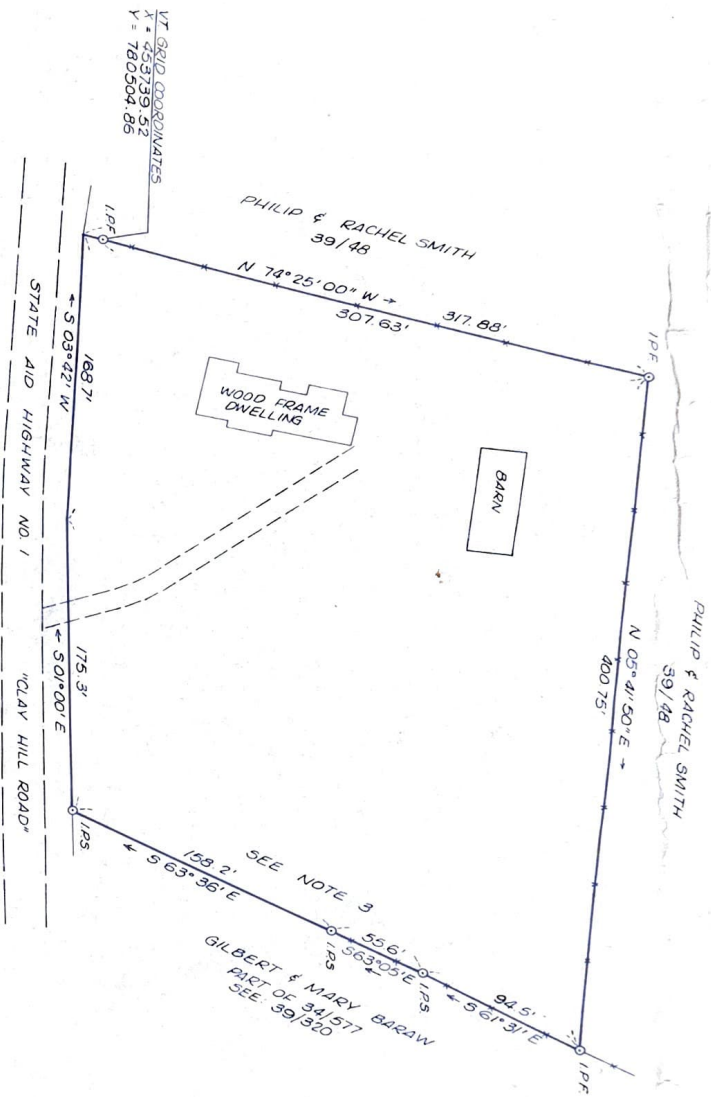 VT GRID COORDINATES
X = 453739.52
Y = 780504.86
I.P.F.
PHILIP & RACHEL SMITH
39/48
N 74°25'00" W →
307.63'
317.88'
I.P.F.
WOOD FRAME
DWELLING
BARN
PHILIP & RACHEL SMITH
39/48
N 05°41'50" E →
400.75'
168.7'
← S 03°42' W
175.3'
← S 01°00' E
STATE AID HIGHWAY NO. 1
"CLAY HILL ROAD"
I.P.S
SEE NOTE 3
158.2'
← S 63°36' E
I.P.S
55.6'
S63°05'E
←
I.P.S
94.5'
← S 61°31' E
I.P.F.
GILBERT & MARY BARAW
PART OF 34/577
SEE: 39/320